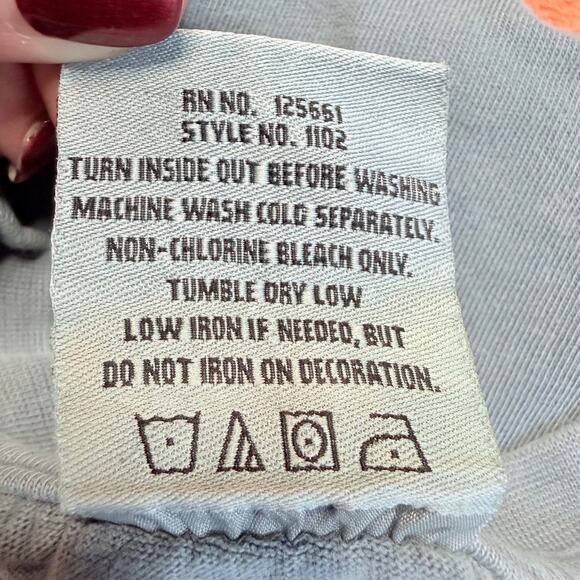 RN NO. 125661
STYLE NO. 1102
TURN INSIDE OUT BEFORE WASHING
MACHINE WASH COLD SEPARATELY.
NON-CHLORINE BLEACH ONLY.
TUMBLE DRY LOW
LOW IRON IF NEEDED, BUT
DO NOT IRON ON DECORATION.